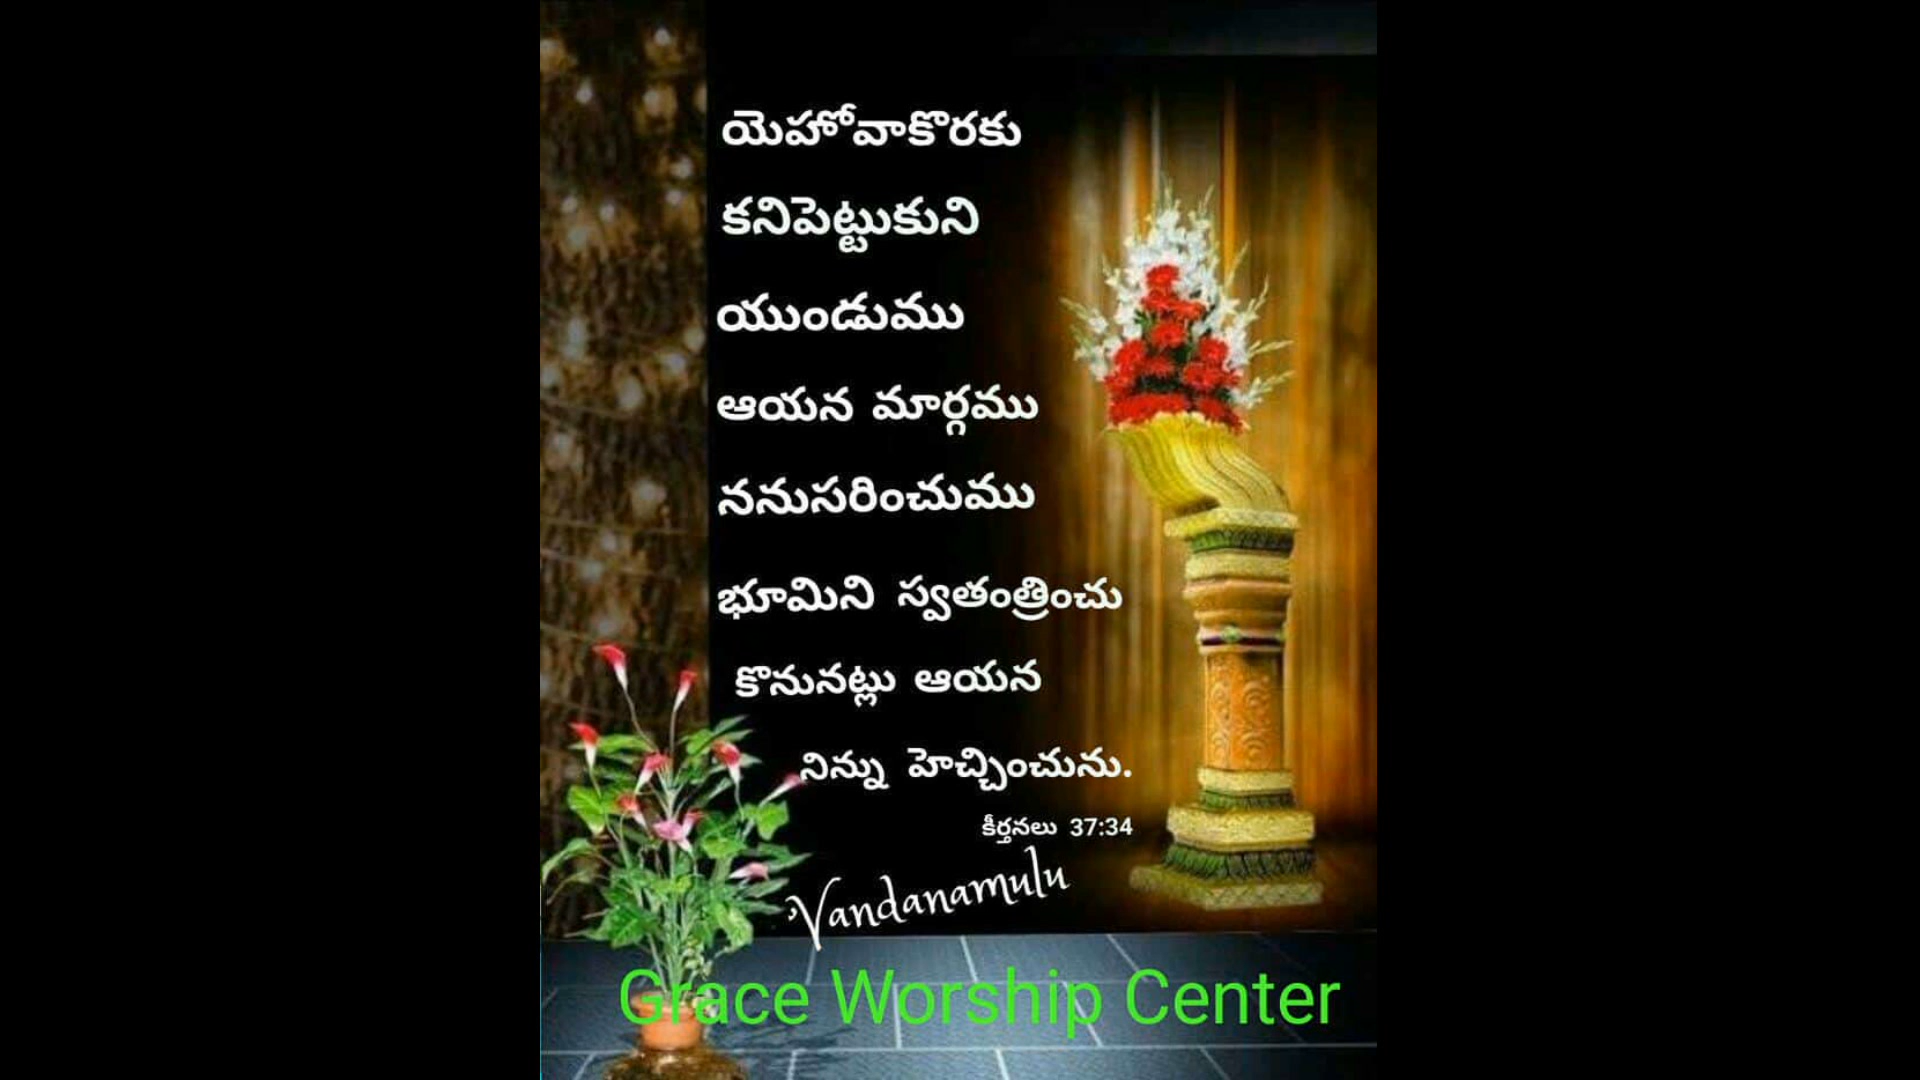 యెహోవాకొరకు
కనిపెట్టుకుని
యుండుము
ఆయన మార్గము
ననుసరించుము
భూమిని స్వతంత్రించు
కొనునట్లు ఆయన
నిన్ను హెచ్చించును.
కీర్తనలు 37:34
Vandanamulu
Grace Worship Center